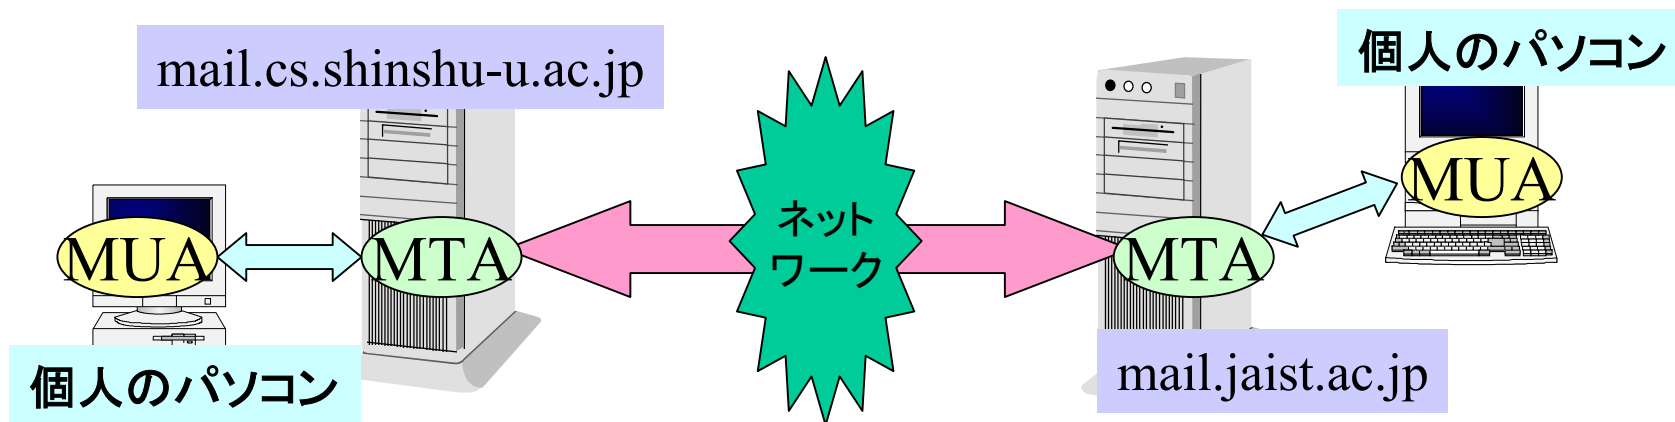 mail.cs.shinshu-u.ac.jp
個人のパソコン
MUA
MTA
ネット
ワーク
MTA
MUA
個人のパソコン
mail.jaist.ac.jp